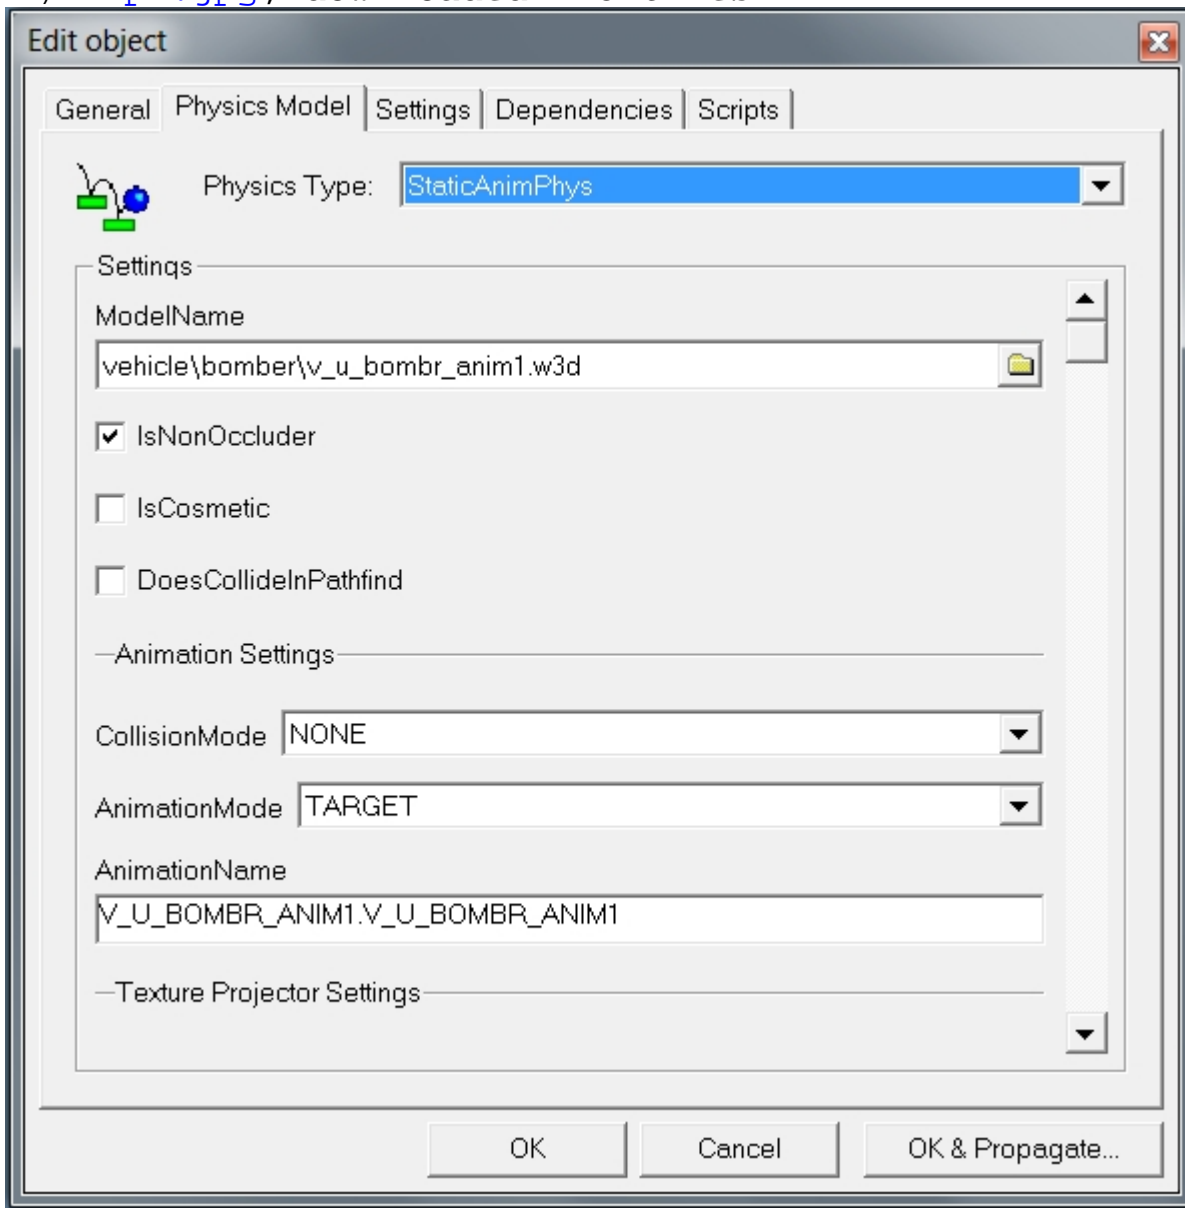 Edit object
General Physics Model Settings Dependencies Scripts
Physics Type: StaticAnimPhys
Settings
ModelName
vehicle\bomber\v_u_bombr_anim1.w3d
IsNonOccluder
IsCosmetic
DoesCollideInPathfind
Animation Settings
CollisionMode NONE
AnimationMode TARGET
AnimationName
V_U_BOMBR_ANIM1.V_U_BOMBR_ANIM1
Texture Projector Settings
OK Cancel OK & Propagate...